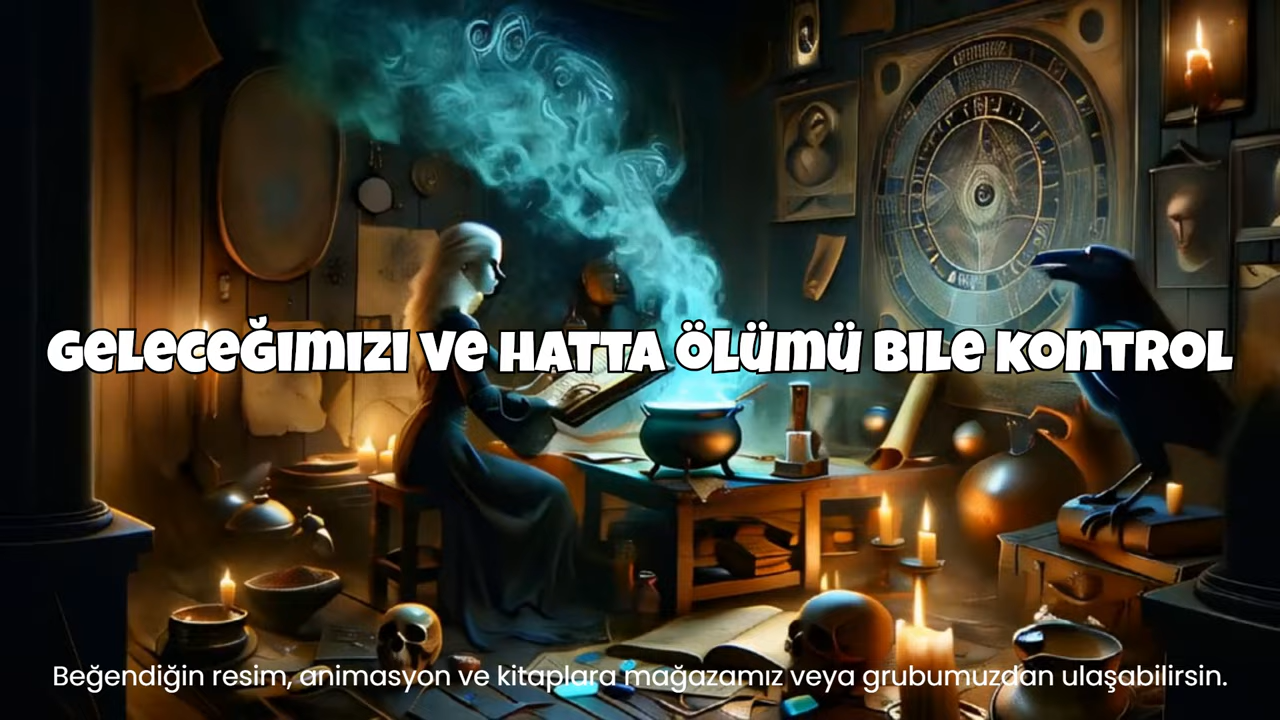 GELECEĞIMIZI VE HATTA ÖLÜMÜ BILE KONTROL
Beğendiğin resim, animasyon ve kitaplara mağazamız veya grubumuzdan ulaşabilirsin.